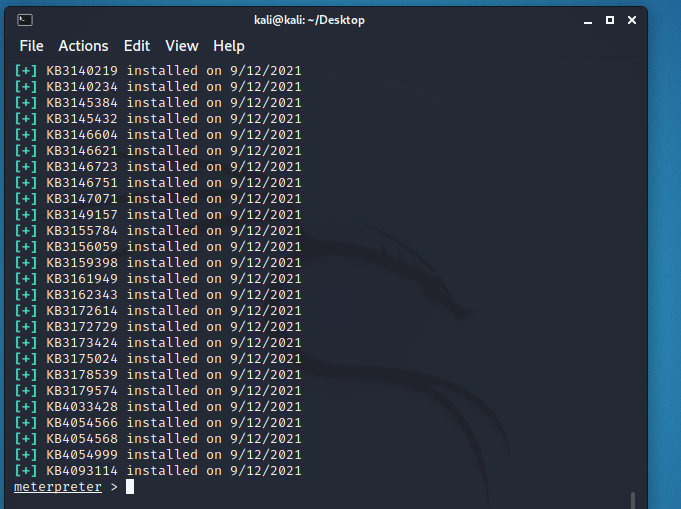 kali@kali: ~/Desktop
File Actions Edit View Help
[+] KB3140219 installed on 9/12/2021
[+] KB3140234 installed on 9/12/2021
[+] KB3145384 installed on 9/12/2021
[+] KB3145432 installed on 9/12/2021
[+] KB3146604 installed on 9/12/2021
[+] KB3146621 installed on 9/12/2021
[+] KB3146723 installed on 9/12/2021
[+] KB3146751 installed on 9/12/2021
[+] KB3147071 installed on 9/12/2021
[+] KB3149157 installed on 9/12/2021
[+] KB3155784 installed on 9/12/2021
[+] KB3156059 installed on 9/12/2021
[+] KB3159398 installed on 9/12/2021
[+] KB3161949 installed on 9/12/2021
[+] KB3162343 installed on 9/12/2021
[+] KB3172614 installed on 9/12/2021
[+] KB3172729 installed on 9/12/2021
[+] KB3173424 installed on 9/12/2021
[+] KB3175024 installed on 9/12/2021
[+] KB3178539 installed on 9/12/2021
[+] KB3179574 installed on 9/12/2021
[+] KB4033428 installed on 9/12/2021
[+] KB4054566 installed on 9/12/2021
[+] KB4054568 installed on 9/12/2021
[+] KB4054999 installed on 9/12/2021
[+] KB4093114 installed on 9/12/2021
meterpreter >